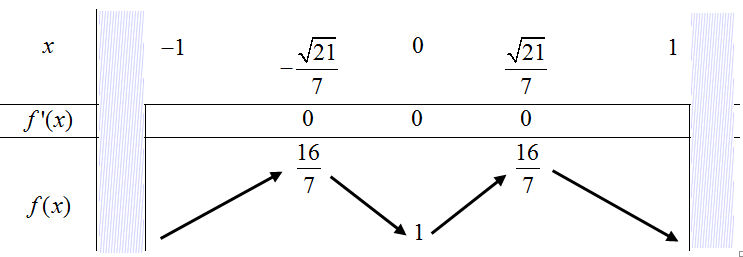 x −1 −√21/7 0 √21/7 1
f'(x) 0 0 0
16/7 16/7
f(x)
1